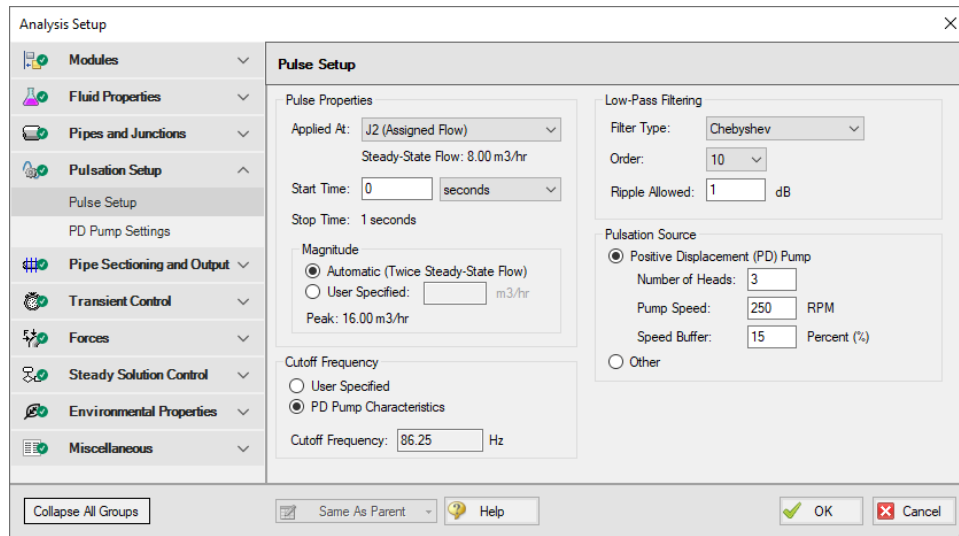 Analysis Setup
Modules
Fluid Properties
Pipes and Junctions
Pulsation Setup
Pulse Setup
PD Pump Settings
Pipe Sectioning and Output
Transient Control
Forces
Steady Solution Control
Environmental Properties
Miscellaneous
Collapse All Groups
Pulse Setup
Pulse Properties
Applied At: J2 (Assigned Flow)
Steady-State Flow: 8.00 m3/hr
Start Time: 0 seconds
Stop Time: 1 seconds
Magnitude
Automatic (Twice Steady-State Flow)
User Specified: m3/hr
Peak: 16.00 m3/hr
Cutoff Frequency
User Specified
PD Pump Characteristics
Cutoff Frequency: 86.25 Hz
Low-Pass Filtering
Filter Type: Chebyshev
Order: 10
Ripple Allowed: 1 dB
Pulsation Source
Positive Displacement (PD) Pump
Number of Heads: 3
Pump Speed: 250 RPM
Speed Buffer: 15 Percent (%)
Other
Same As Parent
Help
OK
Cancel